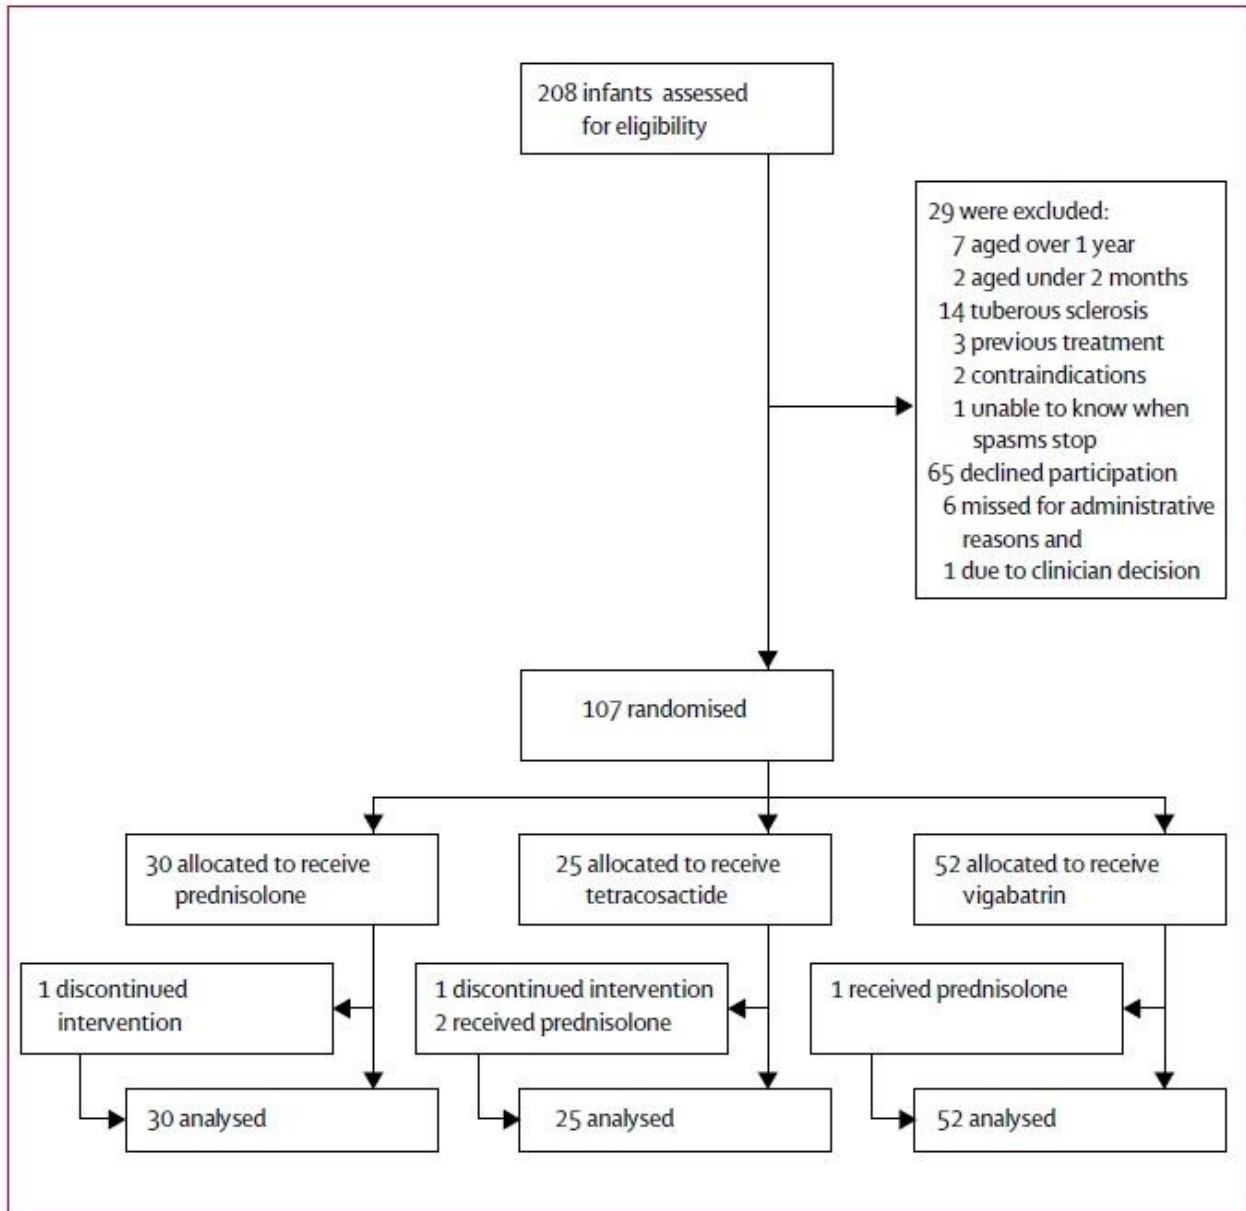 208 infants assessed
for eligibility
29 were excluded:
7 aged over 1 year
2 aged under 2 months
14 tuberous sclerosis
3 previous treatment
2 contraindications
1 unable to know when
spasms stop
65 declined participation
6 missed for administrative
reasons and
1 due to clinician decision
107 randomised
30 allocated to receive
prednisolone
25 allocated to receive
tetracosactide
52 allocated to receive
vigabatrin
1 discontinued
intervention
1 discontinued intervention
2 received prednisolone
1 received prednisolone
30 analysed
25 analysed
52 analysed